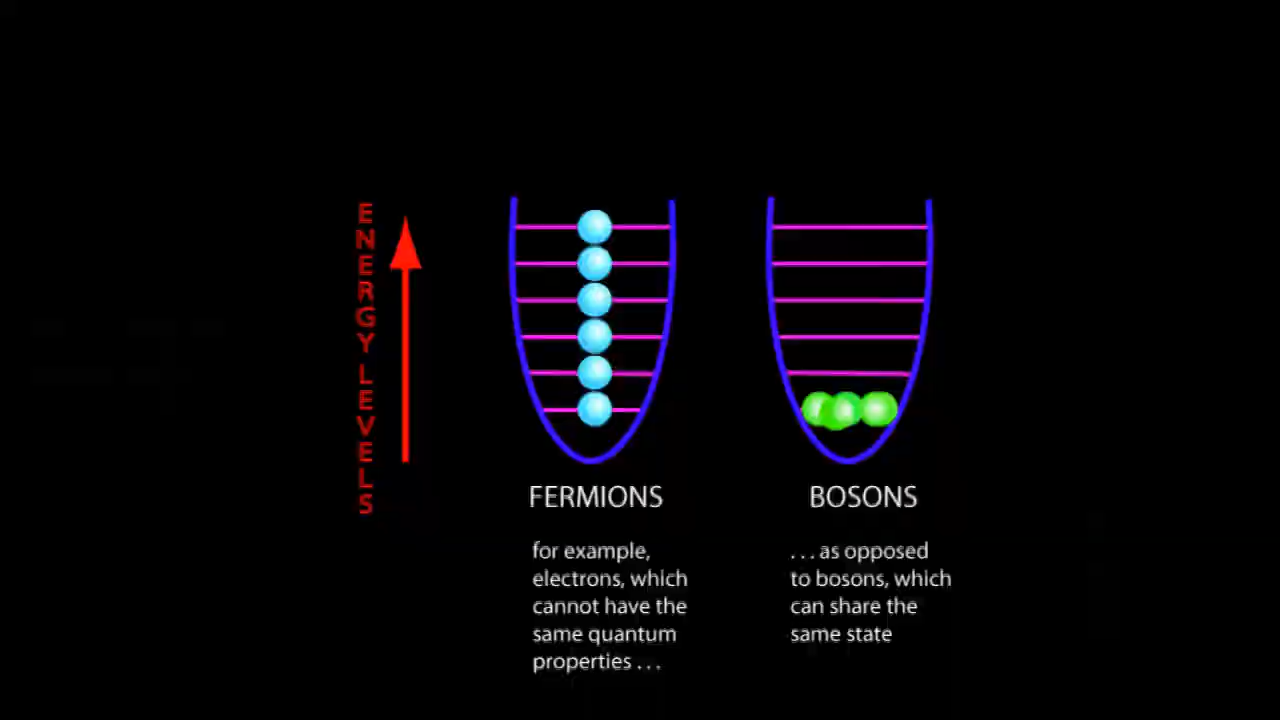 ENERGY LEVELS
FERMIONS
for example,
electrons, which
cannot have the
same quantum
properties . . .
BOSONS
. . . as opposed
to bosons, which
can share the
same state